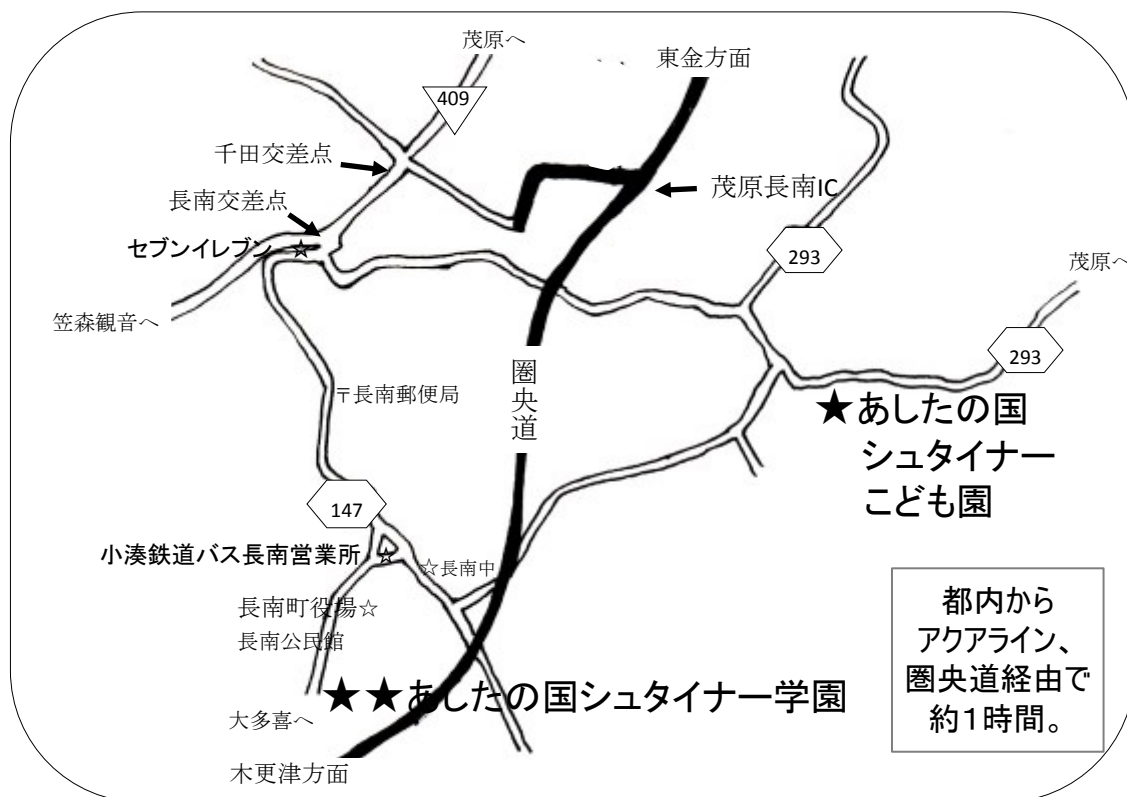 茂原へ
東金方面
409
千田交差点
茂原長南IC
長南交差点
セブンイレブン ☆
293
茂原へ
笠森観音へ
293
圏央道
〒長南郵便局
★あしたの国
シュタイナー
こども園
147
小湊鉄道バス長南営業所 ☆
☆長南中
長南町役場☆
長南公民館
都内から
アクアライン、
圏央道経由で
約1時間。
★★あしたの国シュタイナー学園
大多喜へ
木更津方面